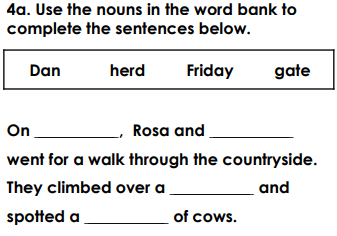 4a. Use the nouns in the word bank to
complete the sentences below.
Dan herd Friday gate
On __________, Rosa and __________
went for a walk through the countryside.
They climbed over a __________ and
spotted a __________ of cows.